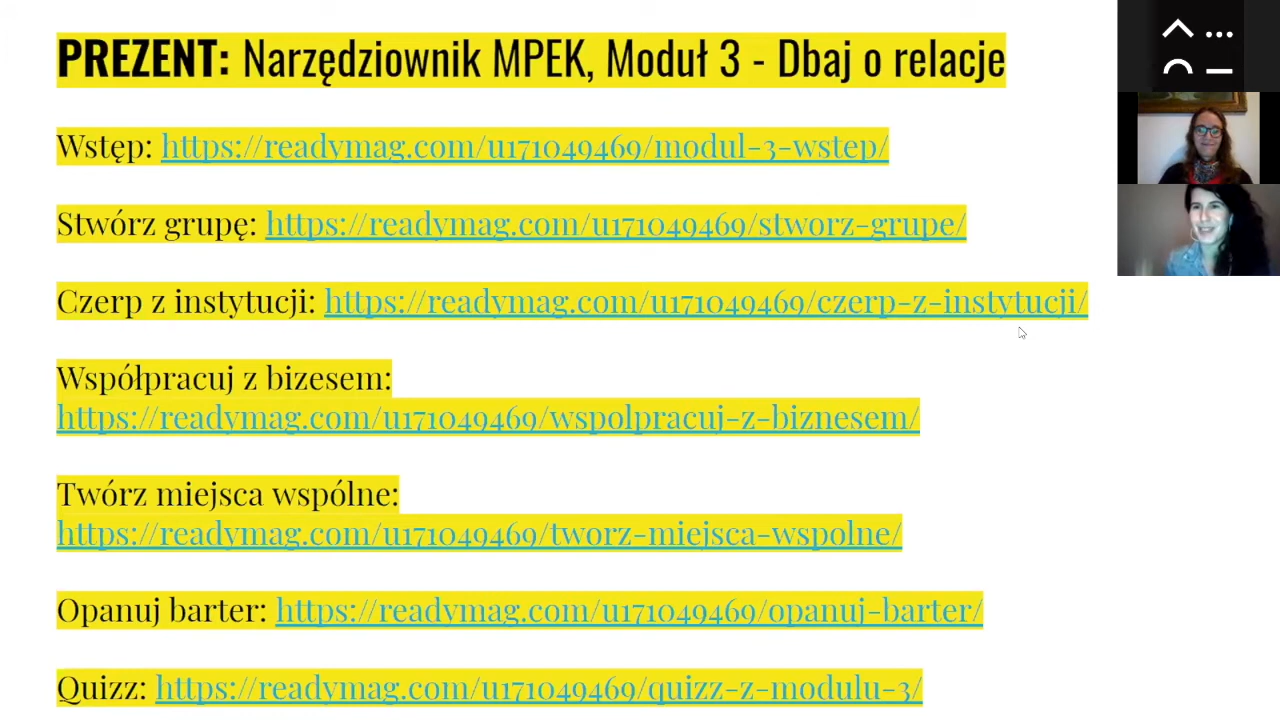 PREZENT: Narzędziownik MPEK, Moduł 3 - Dbaj o relacje
Wstęp: https://readymag.com/u171049469/modul-3-wstep/
Stwórz grupę: https://readymag.com/u171049469/stworz-grupe/
Czerp z instytucji: https://readymag.com/u171049469/czerp-z-instytucji/
Współpracuj z bizesem:
https://readymag.com/u171049469/wspolpracuj-z-biznesem/
Twórz miejsca wspólne:
https://readymag.com/u171049469/tworz-miejsca-wspolne/
Opanuj barter: https://readymag.com/u171049469/opanuj-barter/
Quizz: https://readymag.com/u171049469/quizz-z-modulu-3/